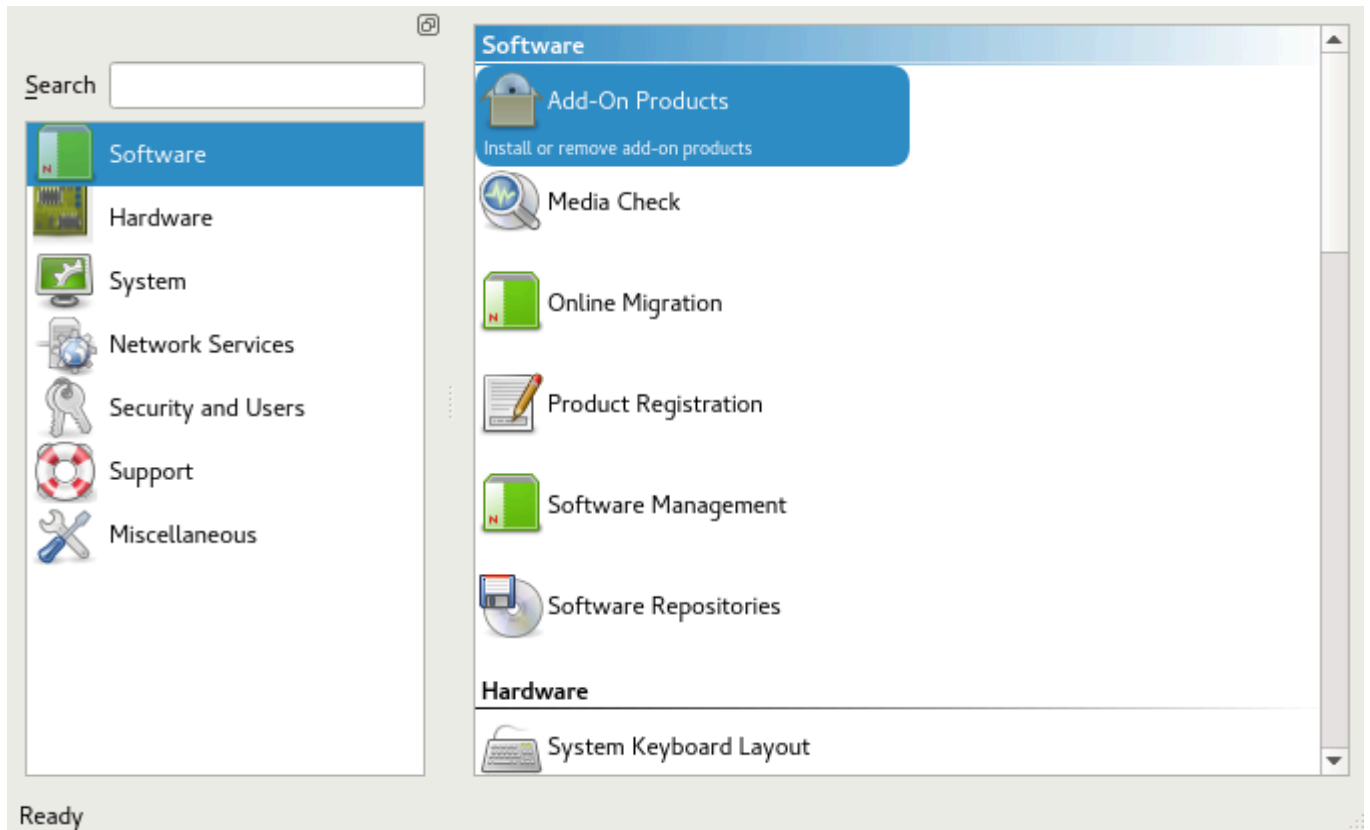 Search
Software
Hardware
System
Network Services
Security and Users
Support
Miscellaneous
Software
Add-On Products
Install or remove add-on products
Media Check
Online Migration
Product Registration
Software Management
Software Repositories
Hardware
System Keyboard Layout
Ready